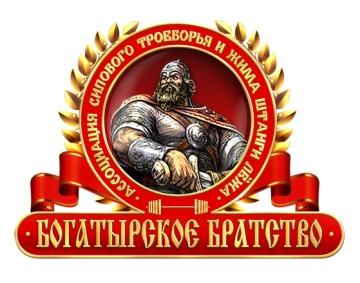 • АССОЦИАЦИЯ СИЛОВОГО ТРОЕБОРЬЯ И ЖИМА ШТАНГИ ЛЁЖА •
• БОГАТЫРСКОЕ БРАТСТВО •